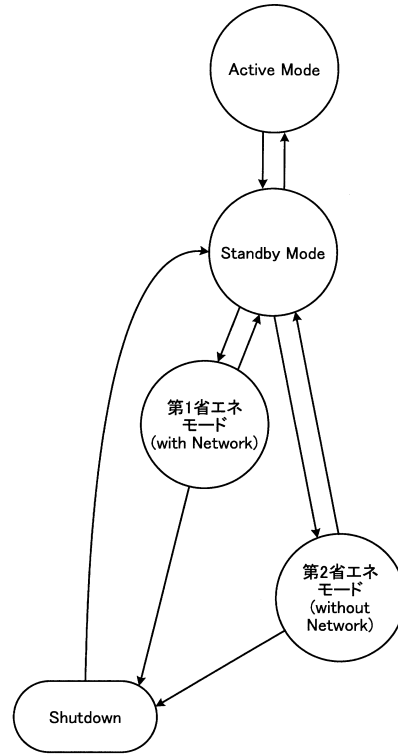 Active Mode
Standby Mode
第1省エネ
モード
(with Network)
第2省エネ
モード
(without
Network)
Shutdown